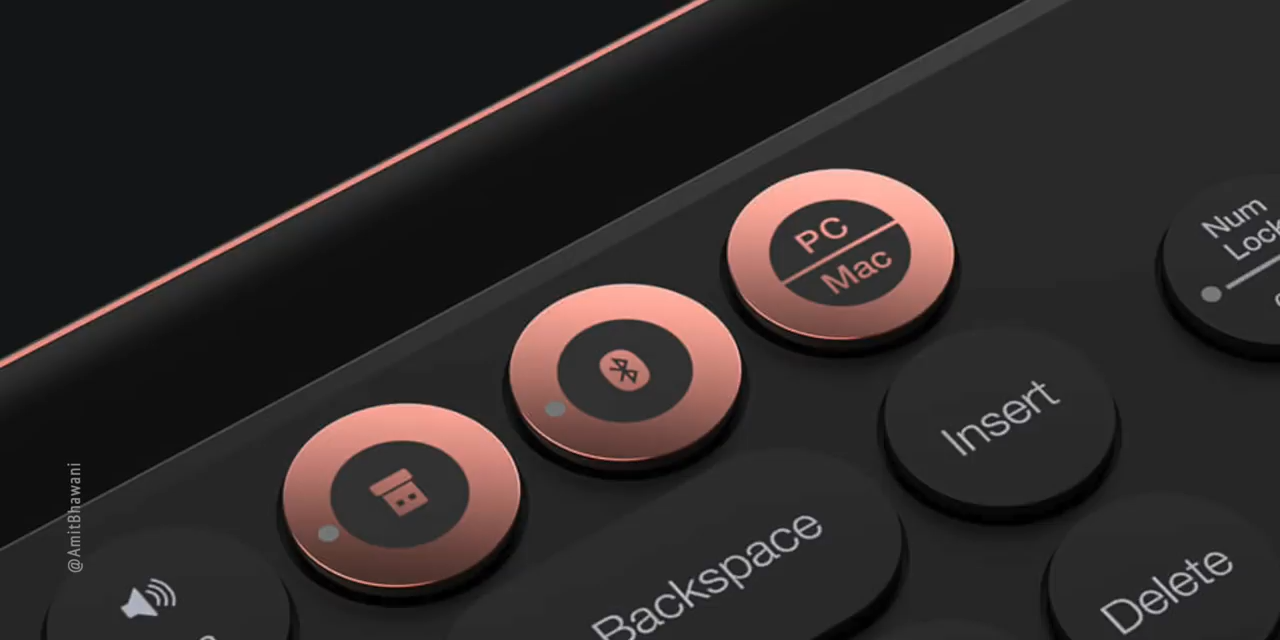 PC
Mac
Num
Lock
Insert
Backspace
Delete
@AmitBhawani